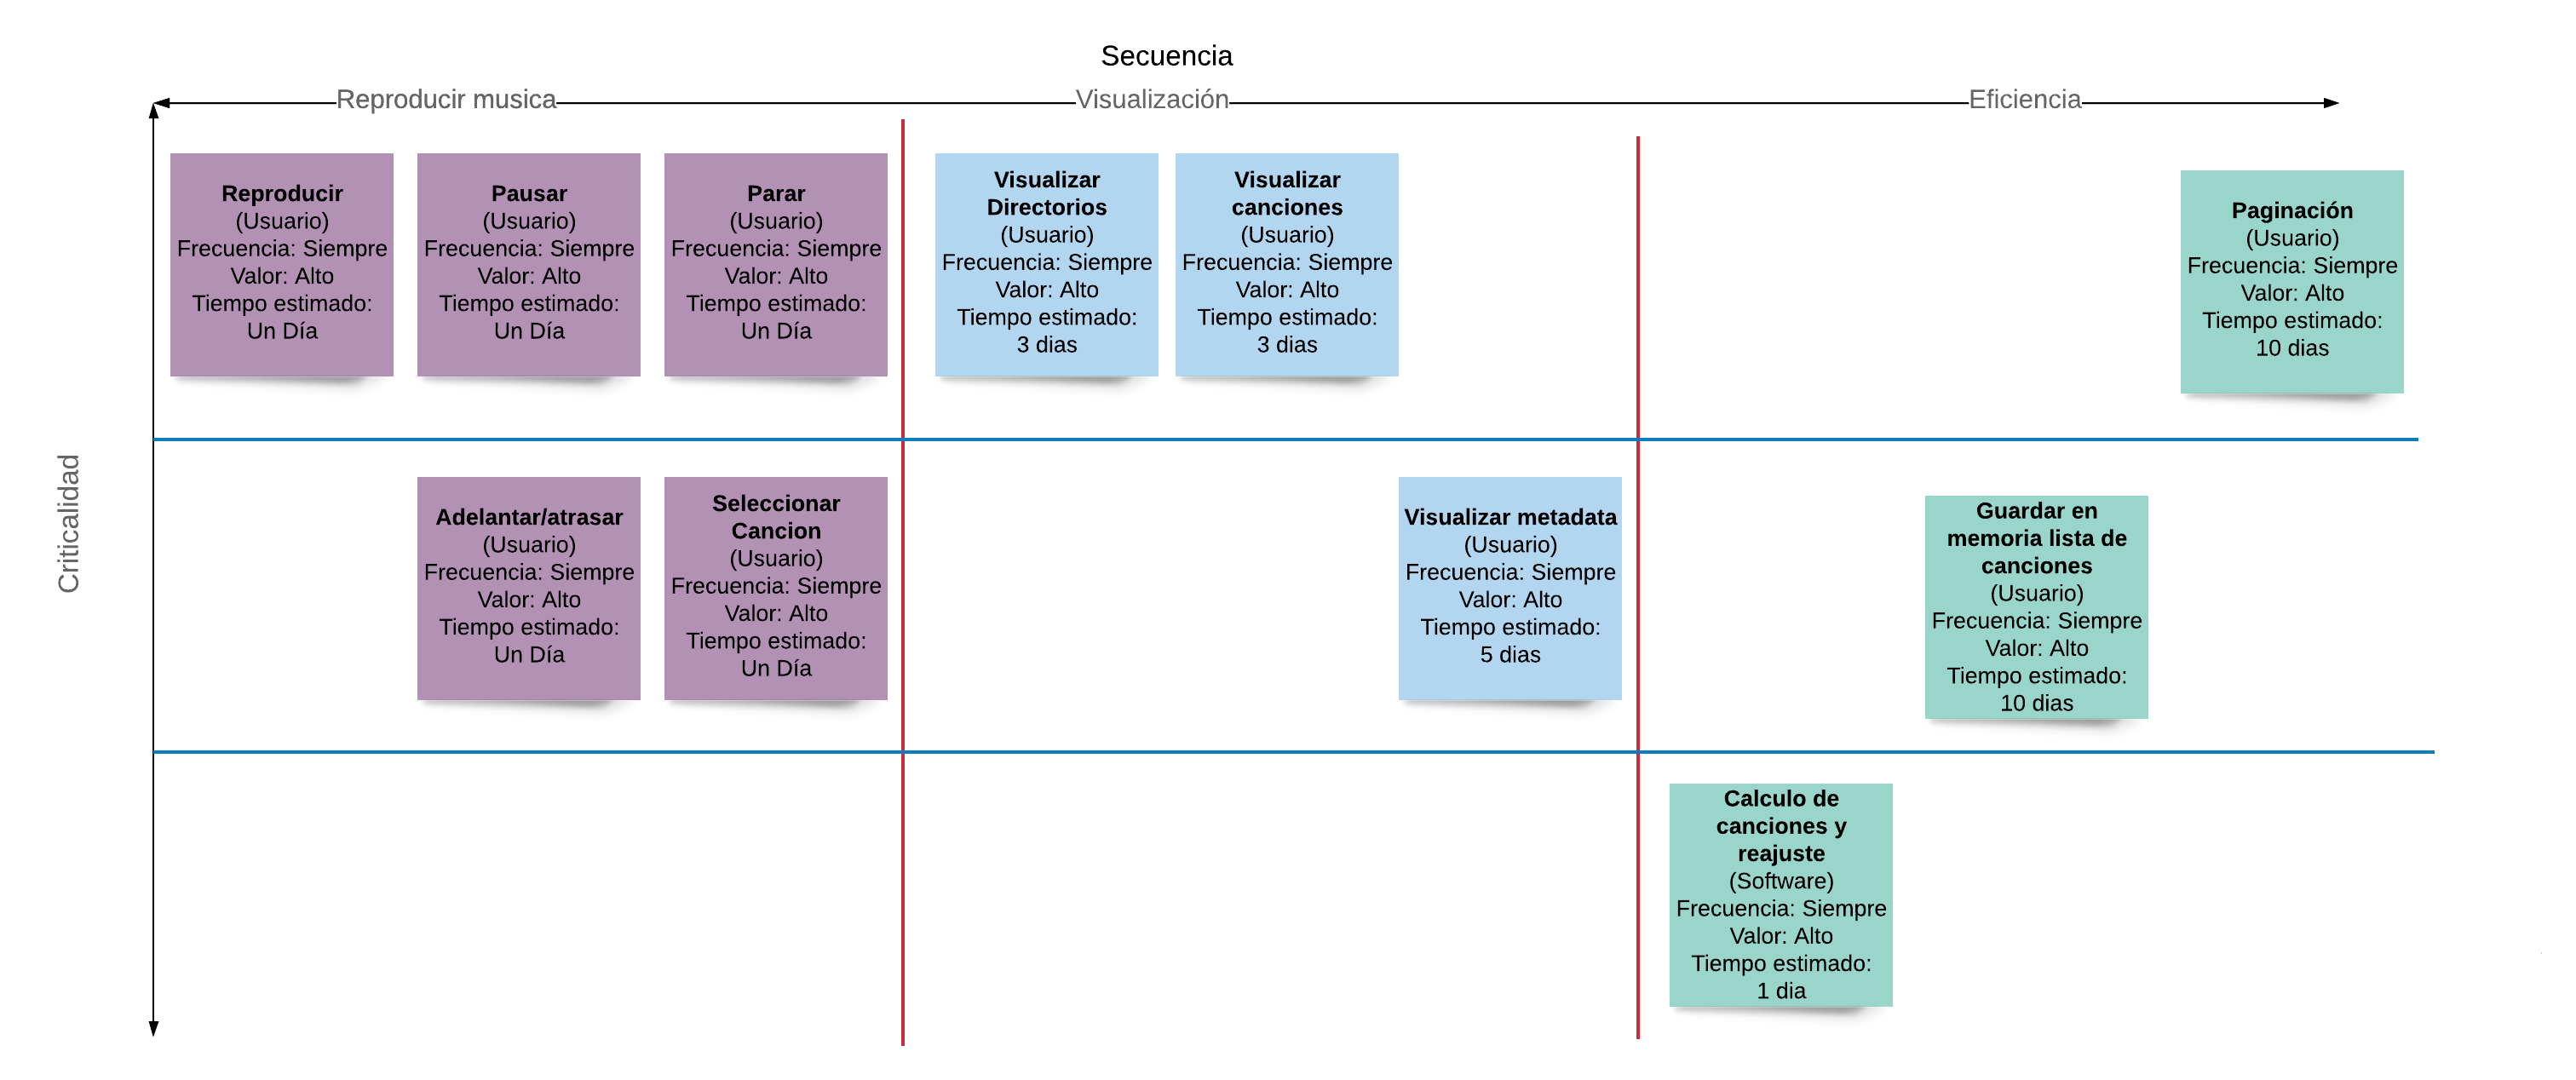 Secuencia
Reproducir musica
Visualización
Eficiencia
Criticalidad
Reproducir
(Usuario)
Frecuencia: Siempre
Valor: Alto
Tiempo estimado:
Un Día
Pausar
(Usuario)
Frecuencia: Siempre
Valor: Alto
Tiempo estimado:
Un Día
Parar
(Usuario)
Frecuencia: Siempre
Valor: Alto
Tiempo estimado:
Un Día
Visualizar
Directorios
(Usuario)
Frecuencia: Siempre
Valor: Alto
Tiempo estimado:
3 dias
Visualizar
canciones
(Usuario)
Frecuencia: Siempre
Valor: Alto
Tiempo estimado:
3 dias
Paginación
(Usuario)
Frecuencia: Siempre
Valor: Alto
Tiempo estimado:
10 dias
Adelantar/atrasar
(Usuario)
Frecuencia: Siempre
Valor: Alto
Tiempo estimado:
Un Día
Seleccionar
Cancion
(Usuario)
Frecuencia: Siempre
Valor: Alto
Tiempo estimado:
Un Día
Visualizar metadata
(Usuario)
Frecuencia: Siempre
Valor: Alto
Tiempo estimado:
5 dias
Guardar en
memoria lista de
canciones
(Usuario)
Frecuencia: Siempre
Valor: Alto
Tiempo estimado:
10 dias
Calculo de
canciones y
reajuste
(Software)
Frecuencia: Siempre
Valor: Alto
Tiempo estimado:
1 dia